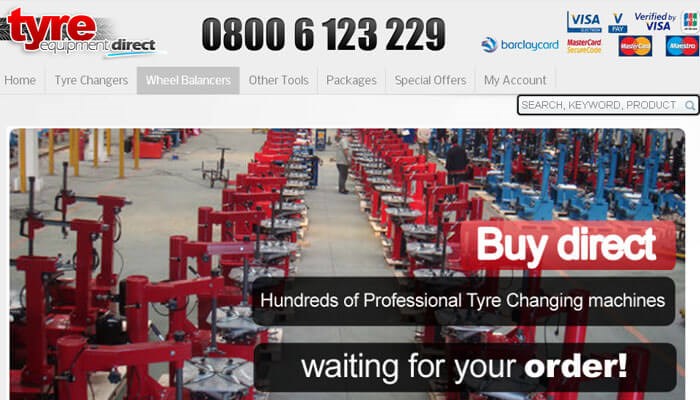 tyre
equipment direct
0800 6 123 229
VISA
ELECTRON
VISA
V
PAY
Verified by
VISA
JCB
barclaycard
MasterCard
SecureCode
MasterCard
Maestro
Home
Tyre Changers
Wheel Balancers
Other Tools
Packages
Special Offers
My Account
SEARCH, KEYWORD, PRODUCT
Buy direct
Hundreds of Professional Tyre Changing machines
waiting for your order!